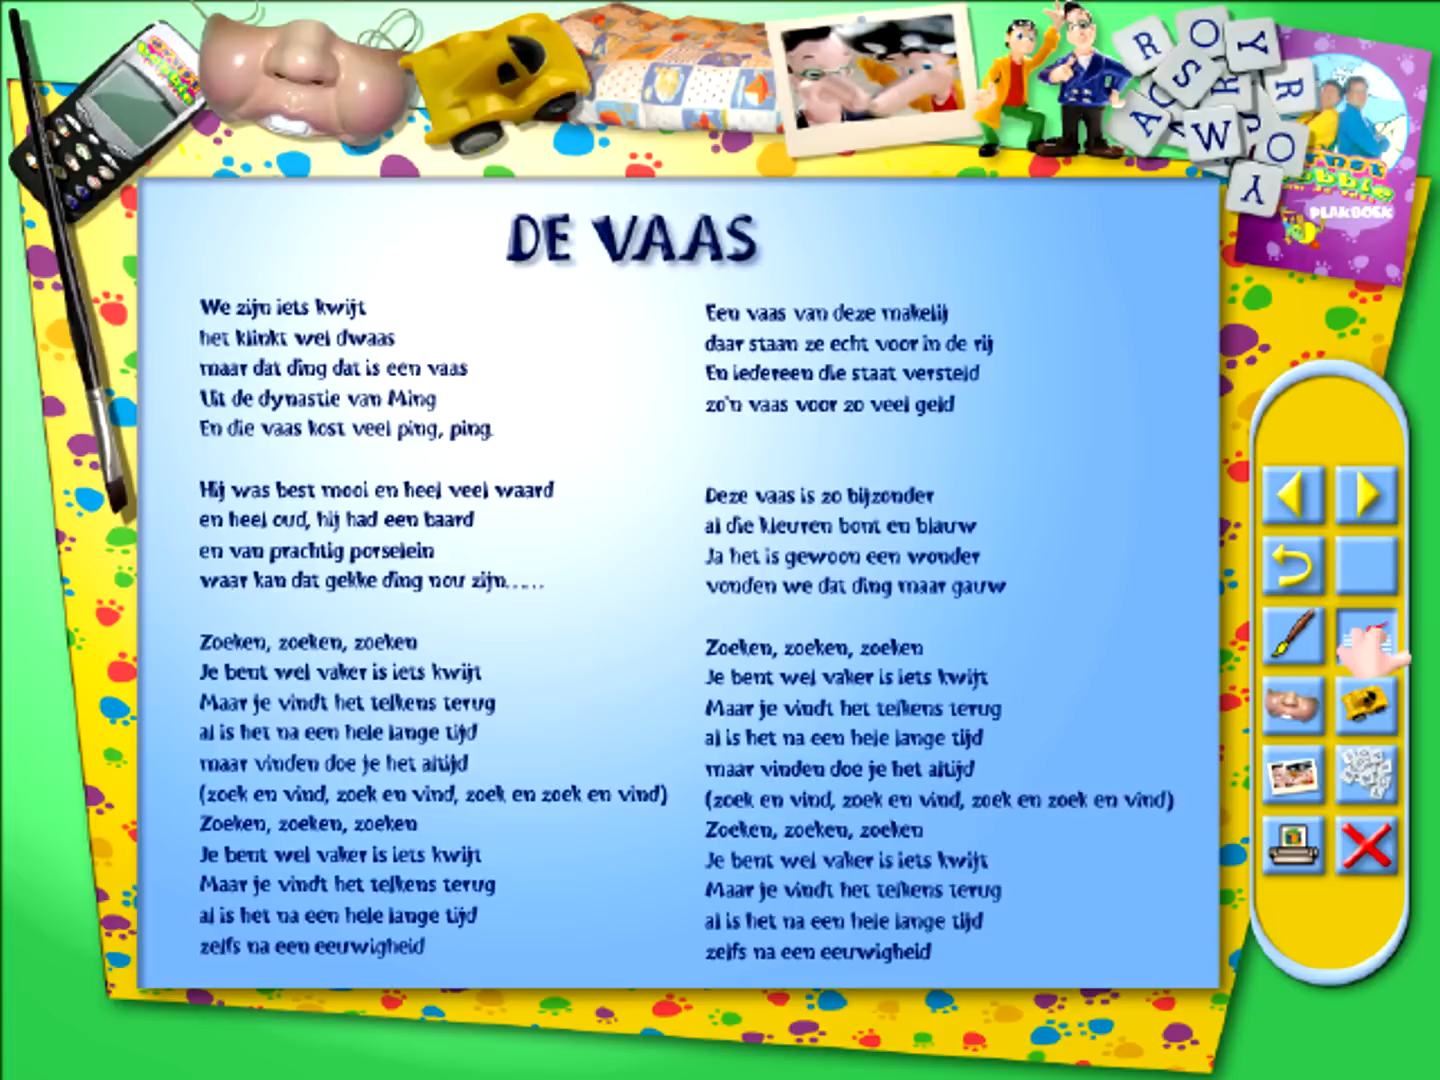 DE VAAS
We zijn iets kwijt
het klinkt wel dwaas
maar dat ding dat is een vaas
Uit de dynastie van Ming
En die vaas kost veel ping, ping.
Hij was best mooi en heel veel waard
en heel oud, hij had een baard
en van prachtig porselein
waar kan dat gekke ding nou zijn......
Zoeken, zoeken, zoeken
Je bent wel vaker is iets kwijt
Maar je vindt het telkens terug
al is het na een hele lange tijd
maar vinden doe je het altijd
(zoek en vind, zoek en vind, zoek en zoek en vind)
Zoeken, zoeken, zoeken
Je bent wel vaker is iets kwijt
Maar je vindt het telkens terug
al is het na een hele lange tijd
zelfs na een eeuwigheid
Een vaas van deze makelij
daar staan ze echt voor in de rij
En iedereen die staat versteld
zo'n vaas voor zo veel geld
Deze vaas is zo bijzonder
al die kleuren bont en blauw
Ja het is gewoon een wonder
vonden we dat ding maar gauw
Zoeken, zoeken, zoeken
Je bent wel vaker is iets kwijt
Maar je vindt het telkens terug
al is het na een hele lange tijd
maar vinden doe je het altijd
(zoek en vind, zoek en vind, zoek en zoek en vind)
Zoeken, zoeken, zoeken
Je bent wel vaker is iets kwijt
Maar je vindt het telkens terug
al is het na een hele lange tijd
zelfs na een eeuwigheid
R O Y
S R R
A W O
Y
PLAKBOEK